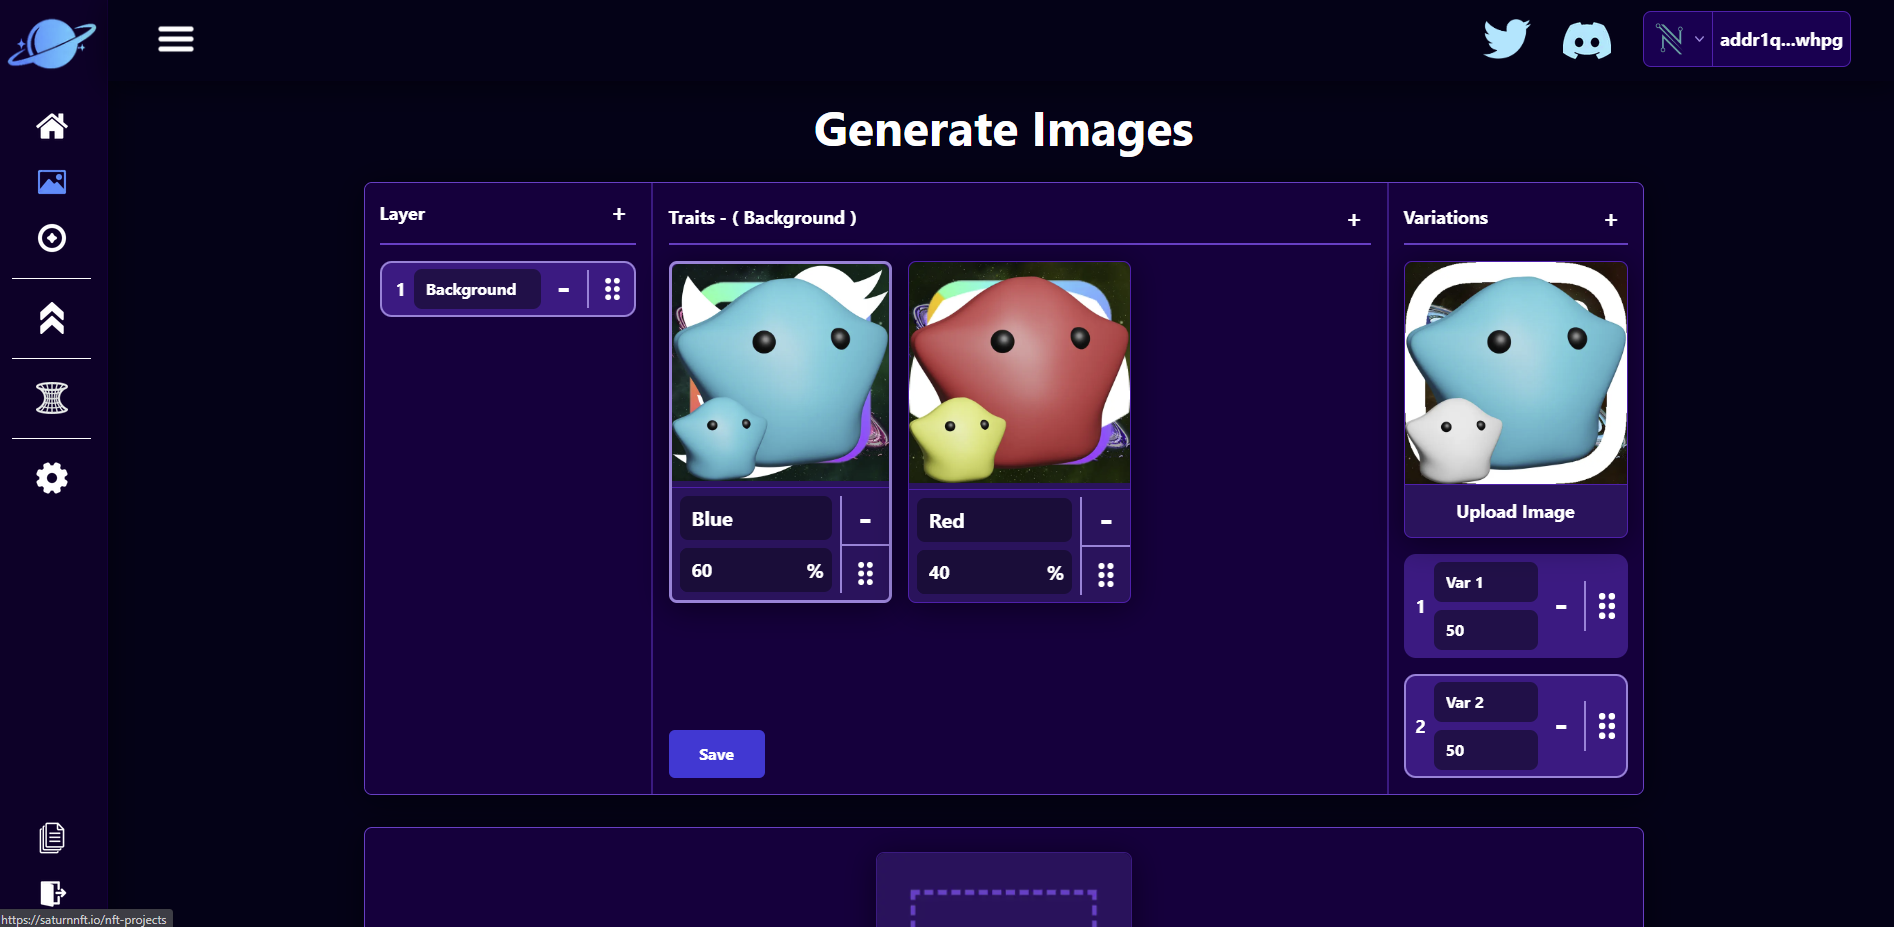 addr1q...whpg
Generate Images
Layer +
1 Background -
Traits - ( Background ) +
Blue -
60 %
Red -
40 %
Save
Variations +
Upload Image
1 Var 1 -
50
2 Var 2 -
50
https://saturnnft.io/nft-projects